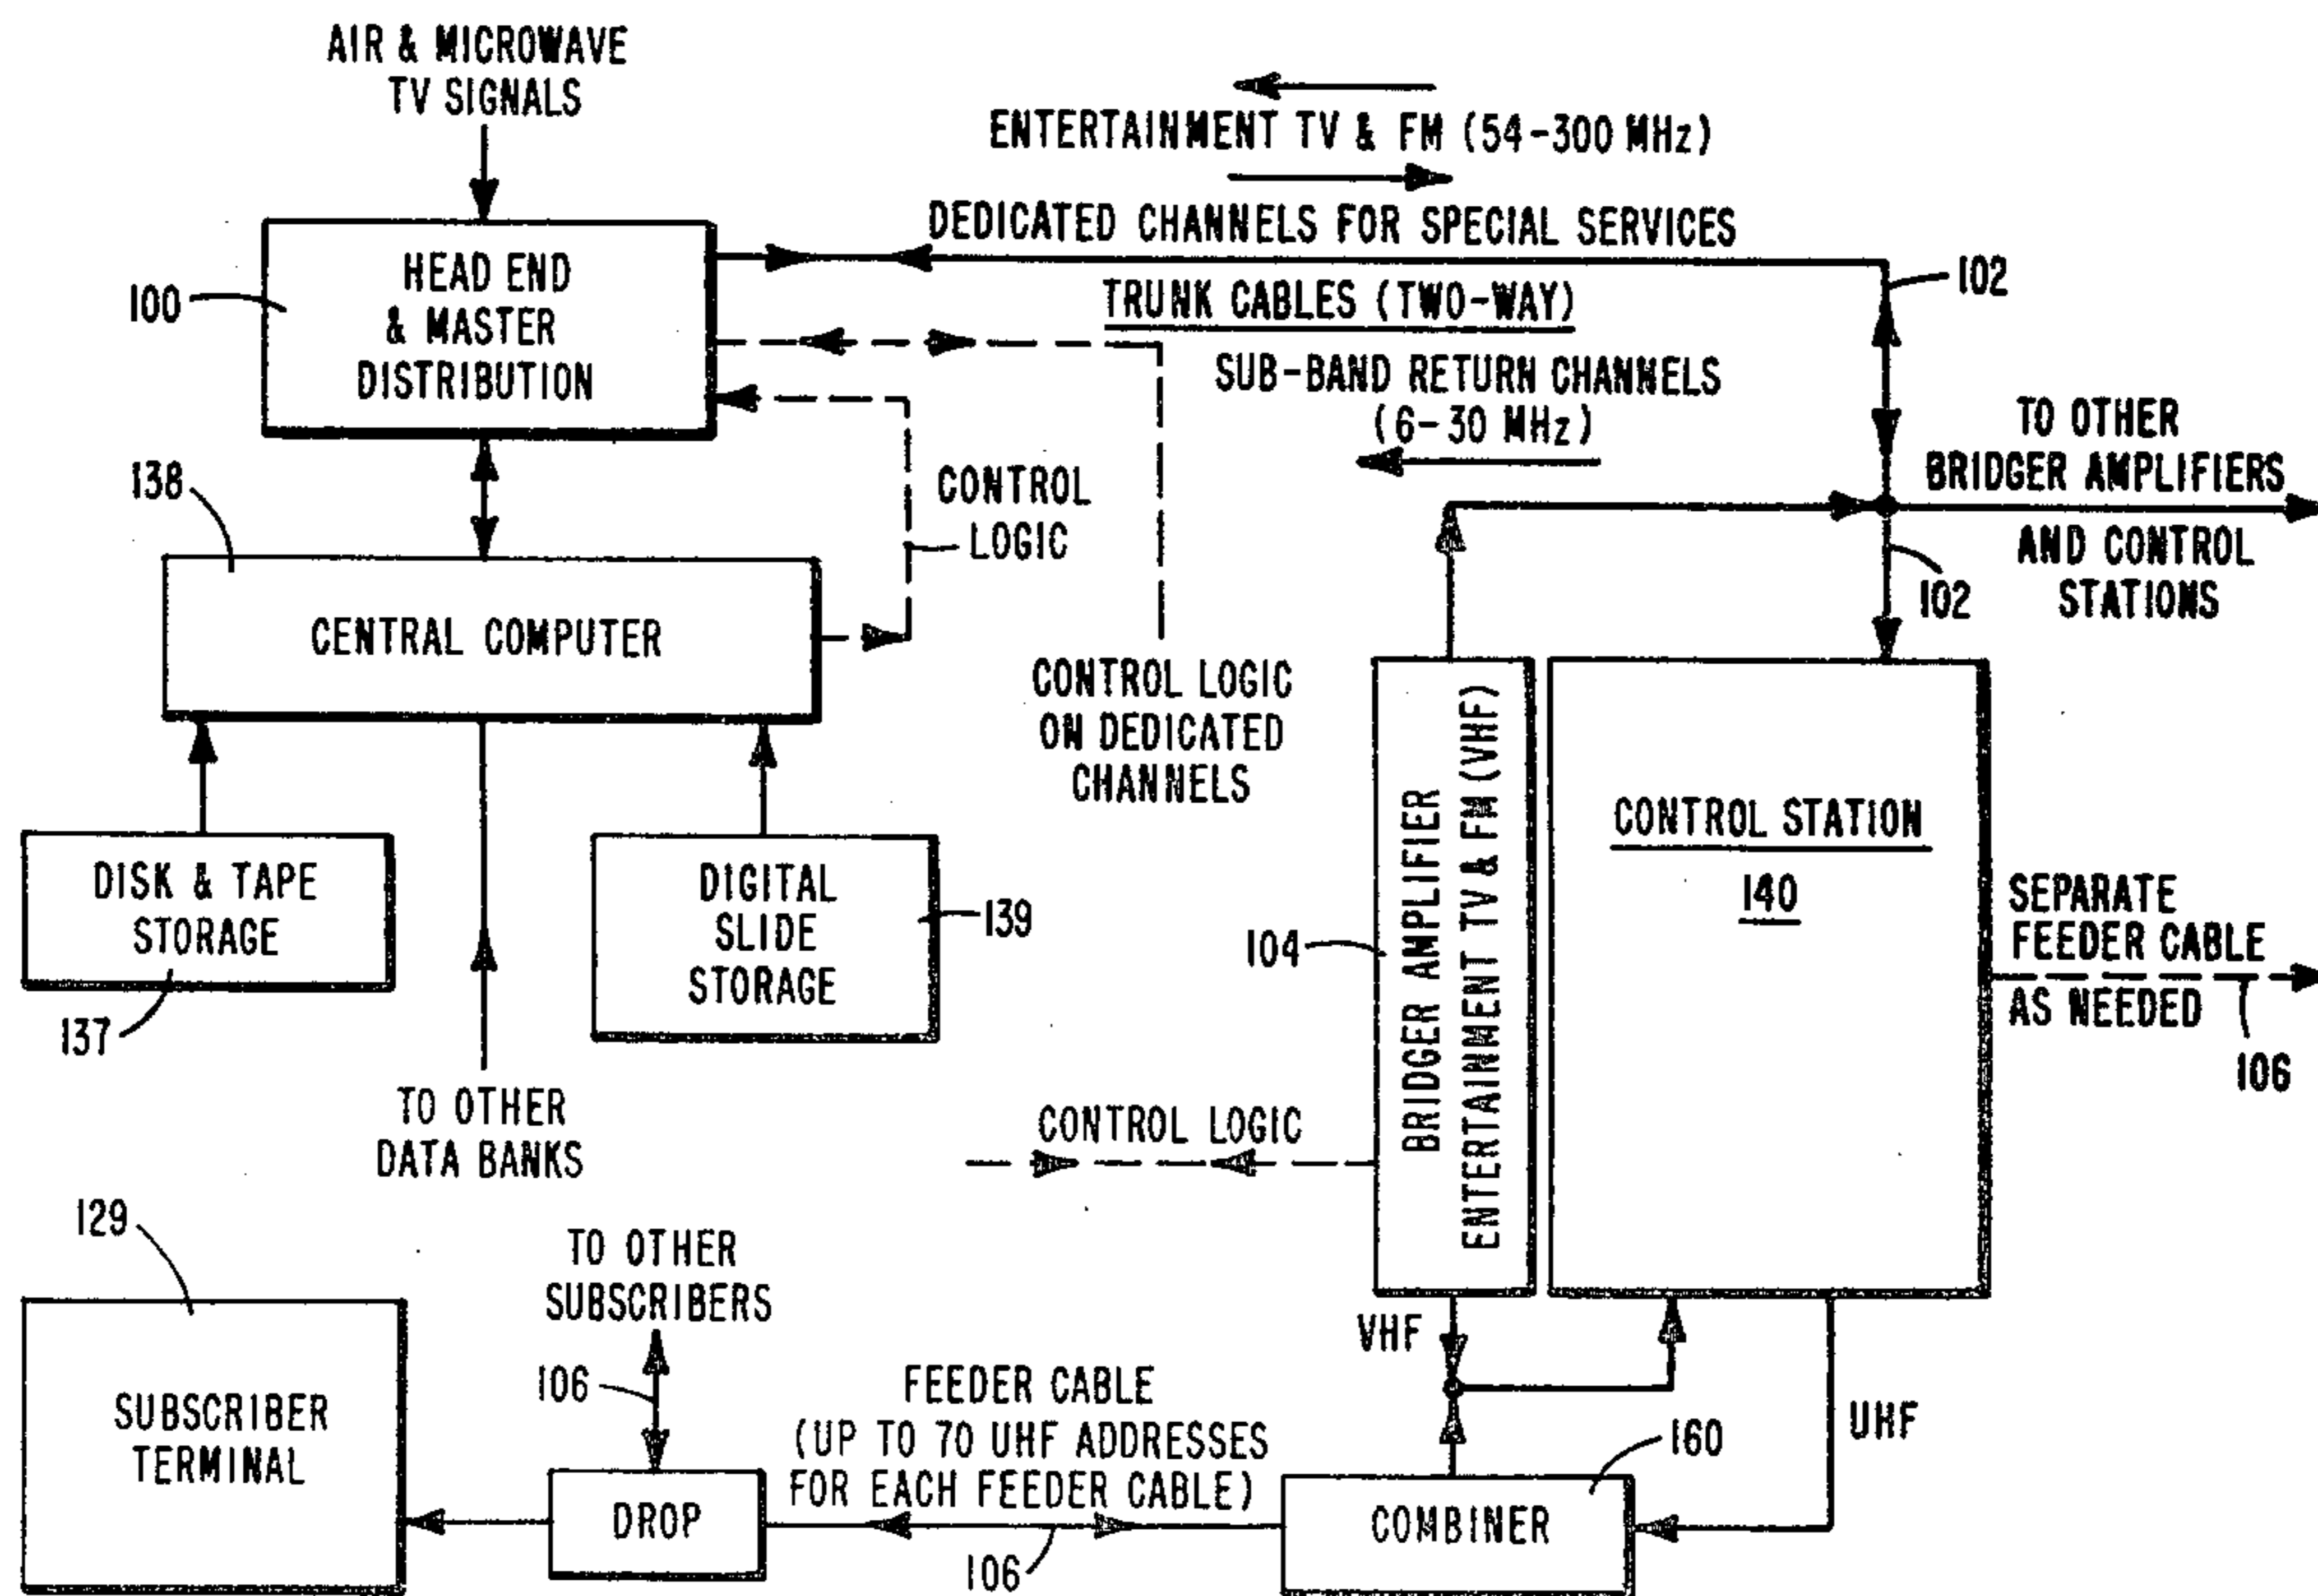 AIR & MICROWAVE
TV SIGNALS
ENTERTAINMENT TV & FM (54-300 MHz)
DEDICATED CHANNELS FOR SPECIAL SERVICES
HEAD END
& MASTER
DISTRIBUTION
100
102
TRUNK CABLES (TWO-WAY)
SUB-BAND RETURN CHANNELS
(6-30 MHz)
TO OTHER
BRIDGER AMPLIFIERS
AND CONTROL
STATIONS
102
138
CONTROL
LOGIC
CENTRAL COMPUTER
CONTROL LOGIC
ON DEDICATED
CHANNELS
DISK & TAPE
STORAGE
137
DIGITAL
SLIDE
STORAGE
139
TO OTHER
DATA BANKS
104
BRIDGER AMPLIFIER
ENTERTAINMENT TV & FM (VHF)
CONTROL STATION
140
SEPARATE
FEEDER CABLE
AS NEEDED
106
CONTROL LOGIC
129
SUBSCRIBER
TERMINAL
TO OTHER
SUBSCRIBERS
106
DROP
FEEDER CABLE
(UP TO 70 UHF ADDRESSES
FOR EACH FEEDER CABLE)
106
VHF
UHF
160
COMBINER